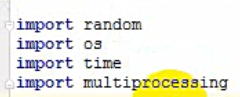 import random
import os
import time
import multiprocessing